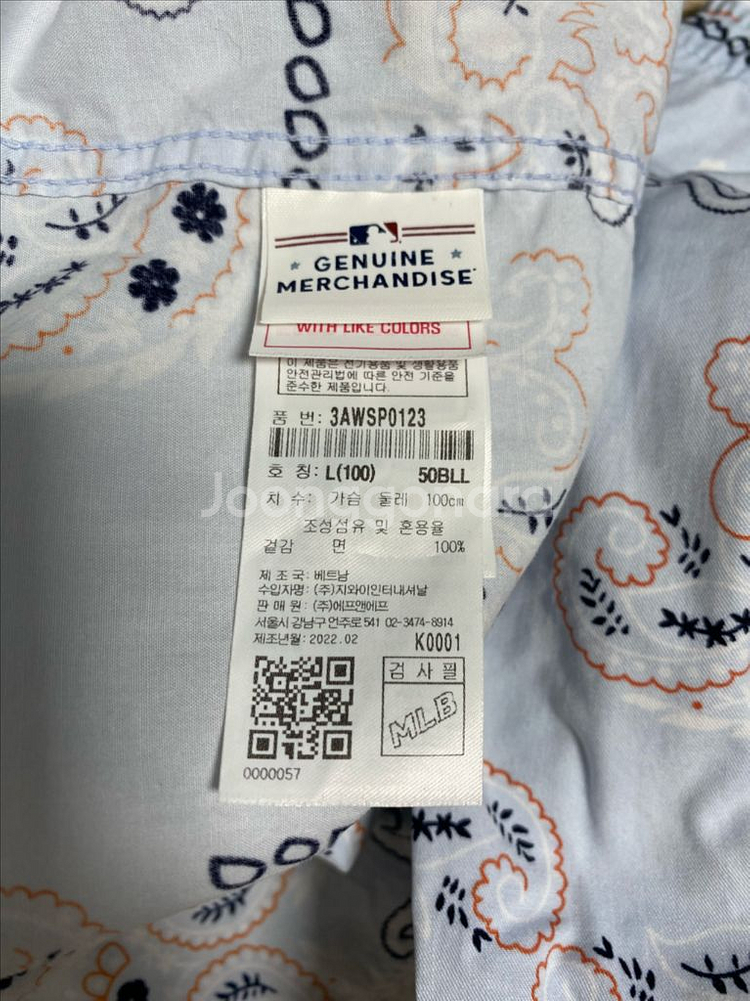 GENUINE
MERCHANDISE
WITH LIKE COLORS
이 제품은 전기용품 및 생활용품
안전관리법에 따른 안전 기준을
준수한 제품입니다.
품 번: 3AWSP0123
호 칭: L(100) 50BLL
치 수: 가슴 둘레 100cm
Joonggonara
조성섬유 및 혼용율
겉감 면 100%
제 조 국: 베트남
수입자명: (주)지와이인터내셔날
판 매 원: (주)에프앤에프
서울시 강남구 언주로 541 02-3474-8914
제조년월: 2022.02 K0001
검 사 필
MLB
0000057